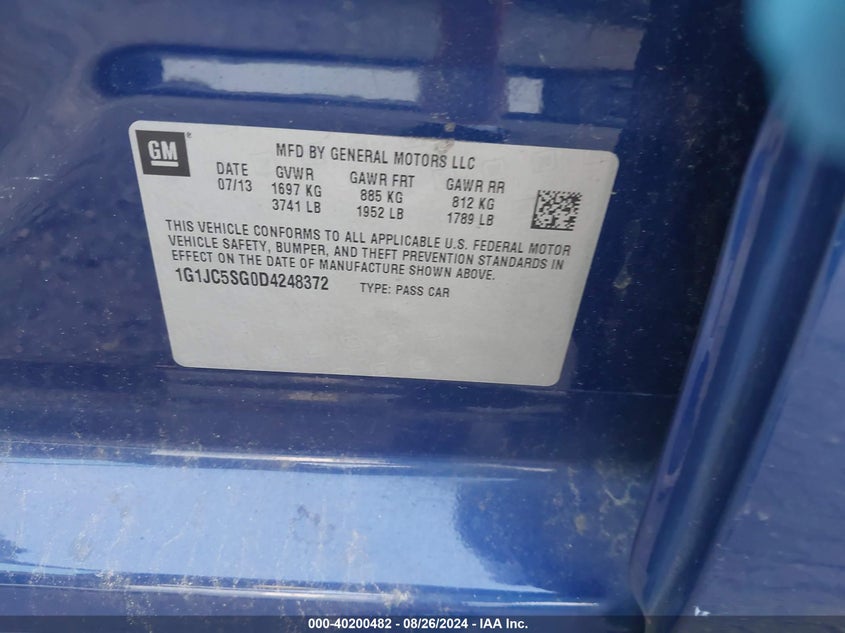 GM®
MFD BY GENERAL MOTORS LLC
DATE GVWR GAWR FRT GAWR RR
07/13 1697 KG 885 KG 812 KG
3741 LB 1952 LB 1789 LB
THIS VEHICLE CONFORMS TO ALL APPLICABLE U.S. FEDERAL MOTOR
VEHICLE SAFETY, BUMPER, AND THEFT PREVENTION STANDARDS IN
EFFECT ON THE DATE OF MANUFACTURE SHOWN ABOVE.
1G1JC5SG0D4248372 TYPE: PASS CAR
000-40200482 - 08/26/2024 - IAA Inc.